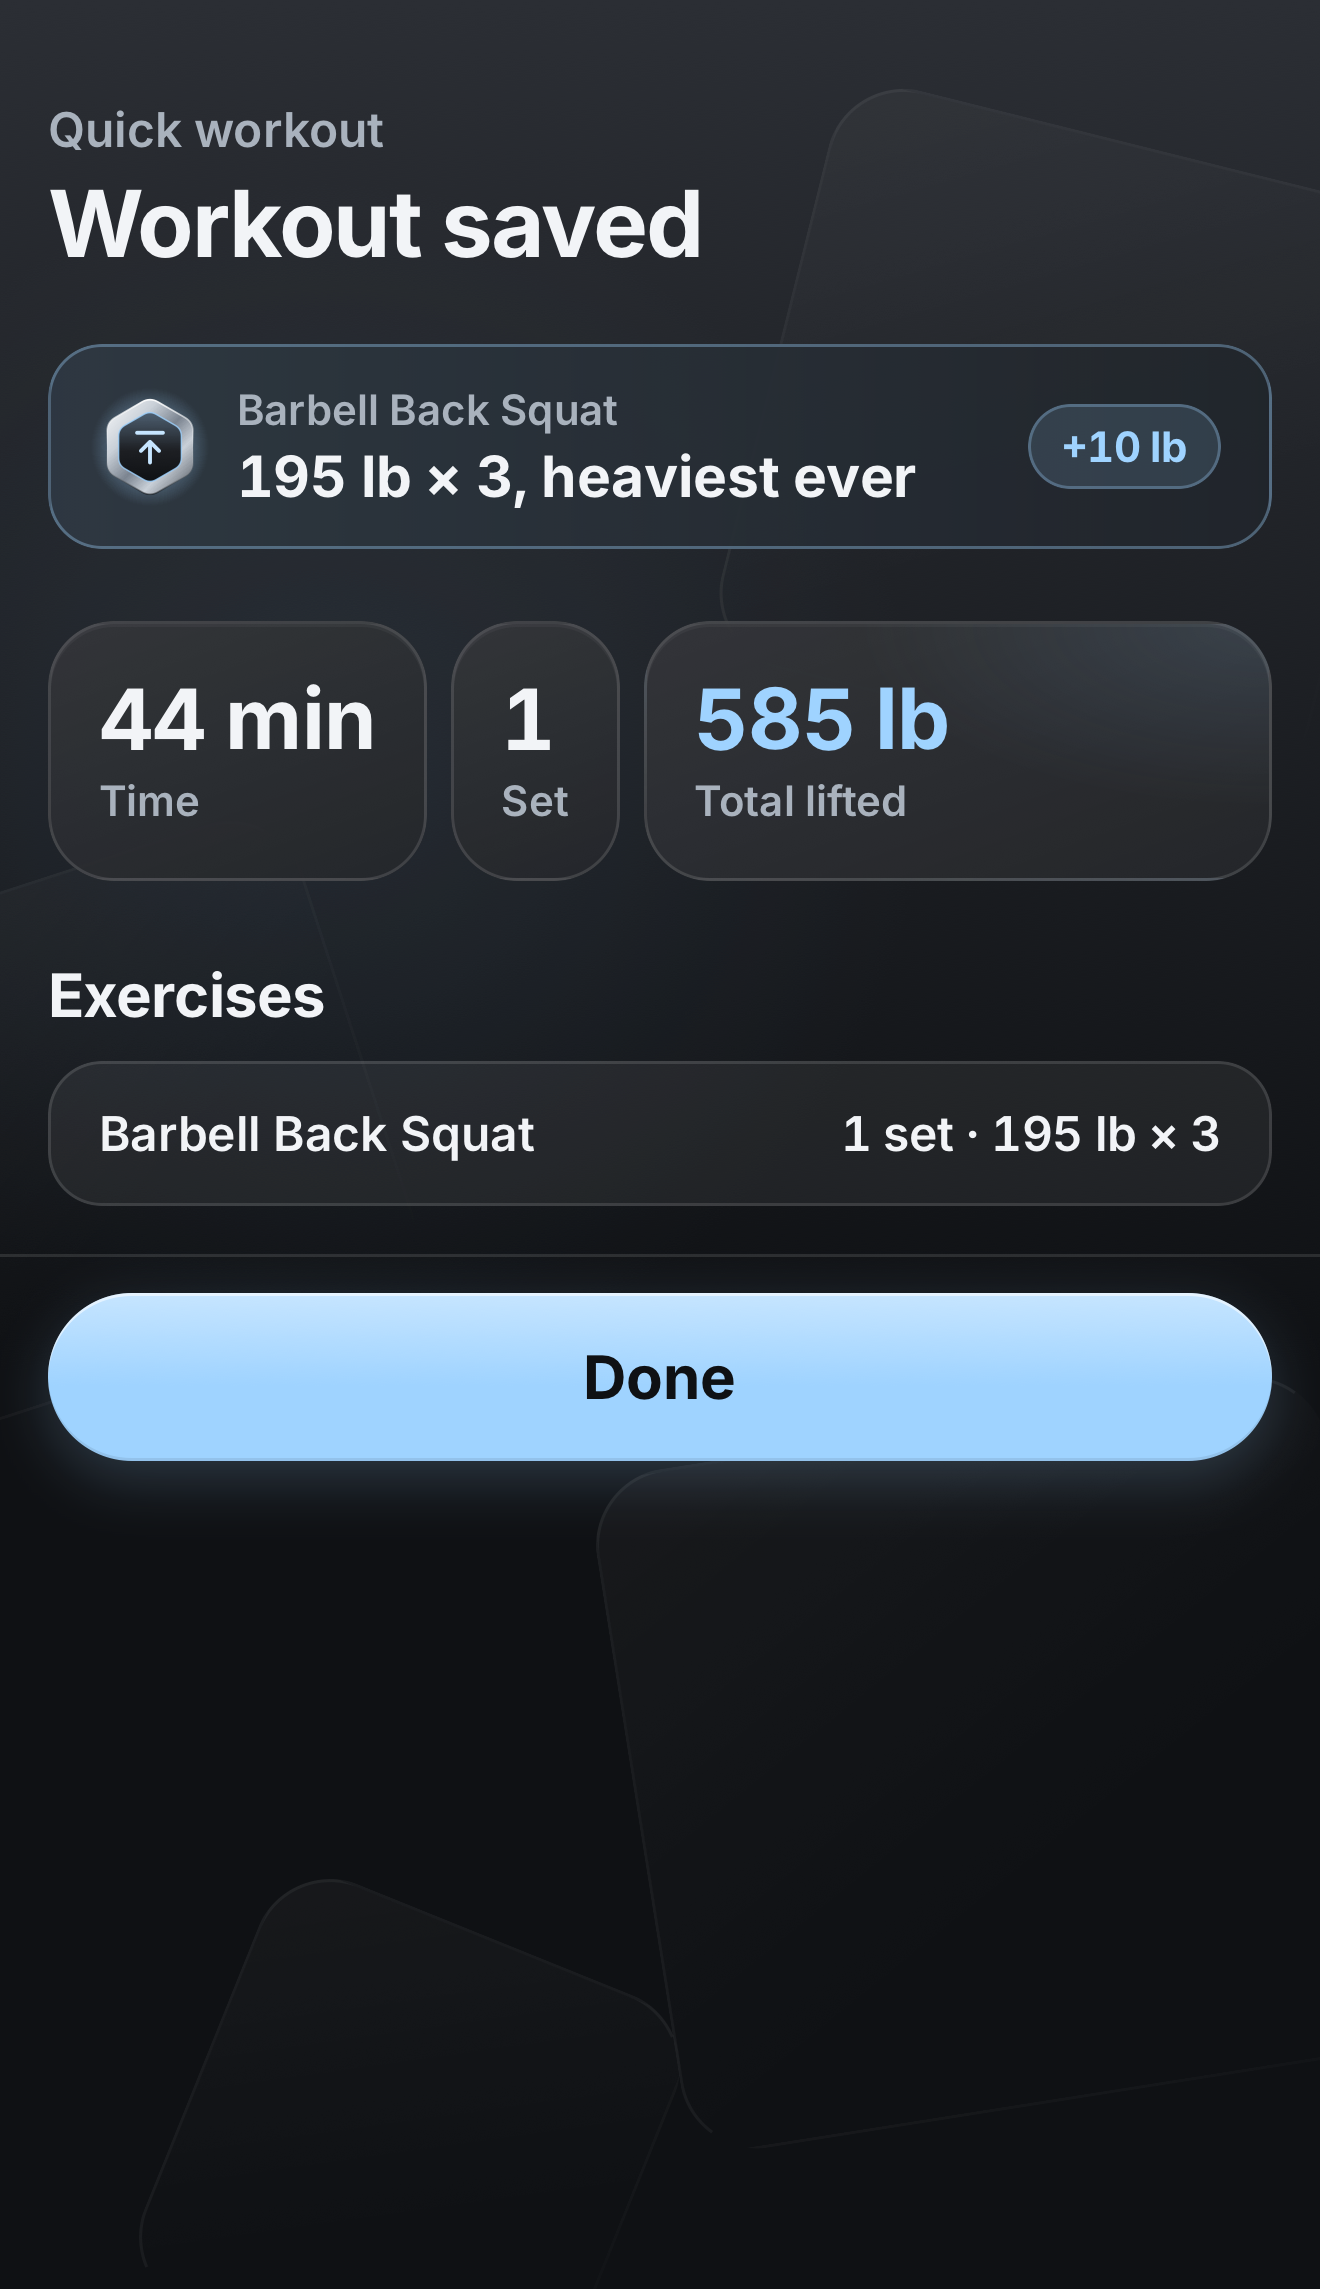 Quick workout
Workout saved
Barbell Back Squat
195 lb × 3, heaviest ever
+10 lb
44 min
Time
1
Set
585 lb
Total lifted
Exercises
Barbell Back Squat
1 set · 195 lb × 3
Done